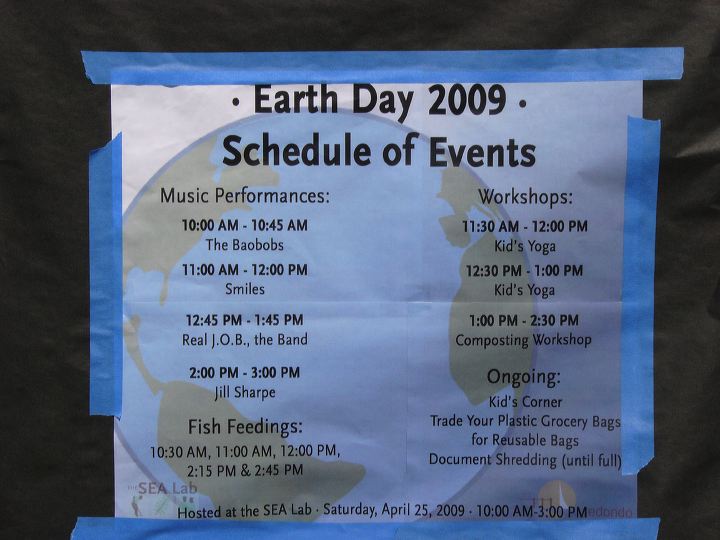 · Earth Day 2009 ·
Schedule of Events
Music Performances:
10:00 AM - 10:45 AM
The Baobobs
11:00 AM - 12:00 PM
Smiles
12:45 PM - 1:45 PM
Real J.O.B., the Band
2:00 PM - 3:00 PM
Jill Sharpe
Fish Feedings:
10:30 AM, 11:00 AM, 12:00 PM,
2:15 PM & 2:45 PM
Workshops:
11:30 AM - 12:00 PM
Kid's Yoga
12:30 PM - 1:00 PM
Kid's Yoga
1:00 PM - 2:30 PM
Composting Workshop
Ongoing:
Kid's Corner
Trade Your Plastic Grocery Bags
for Reusable Bags
Document Shredding (until full)
THE SEA Lab
Hosted at the SEA Lab · Saturday, April 25, 2009 · 10:00 AM-3:00 PM